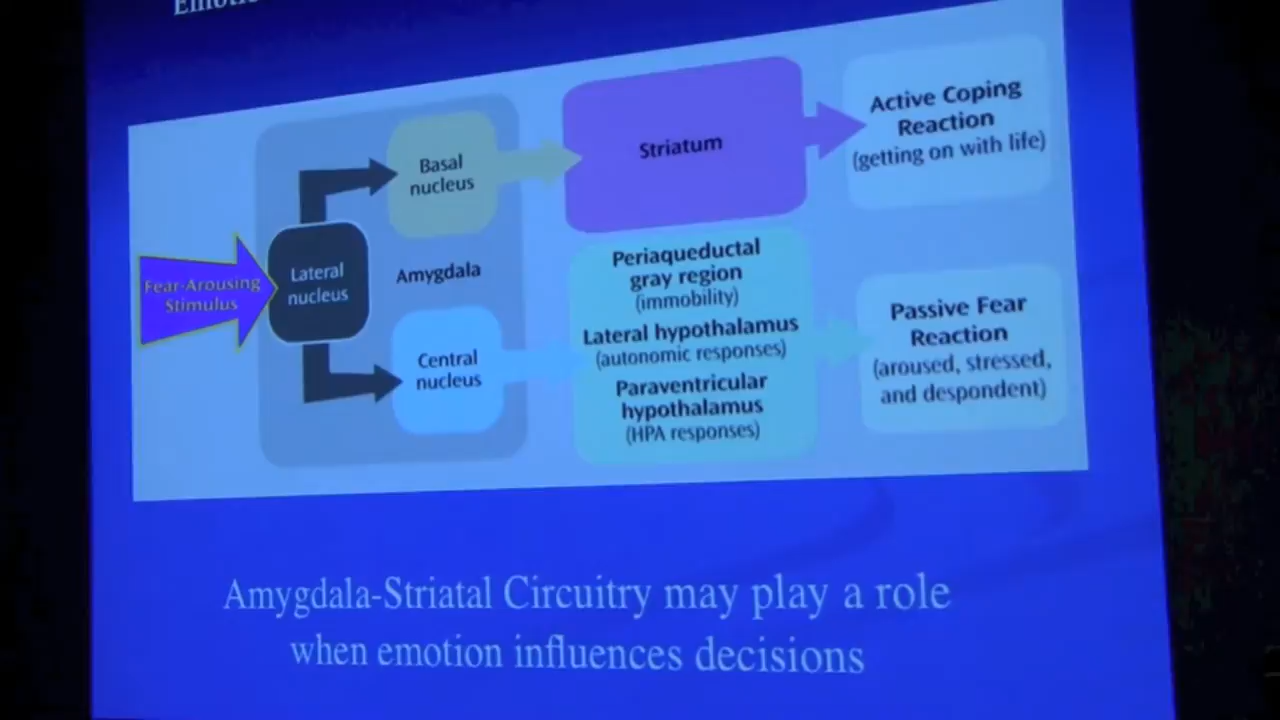 Fear-Arousing
Stimulus
Lateral
nucleus
Basal
nucleus
Amygdala
Central
nucleus
Striatum
Periaqueductal
gray region
(immobility)
Lateral hypothalamus
(autonomic responses)
Paraventricular
hypothalamus
(HPA responses)
Active Coping
Reaction
(getting on with life)
Passive Fear
Reaction
(aroused, stressed,
and despondent)
Amygdala-Striatal Circuitry may play a role
when emotion influences decisions